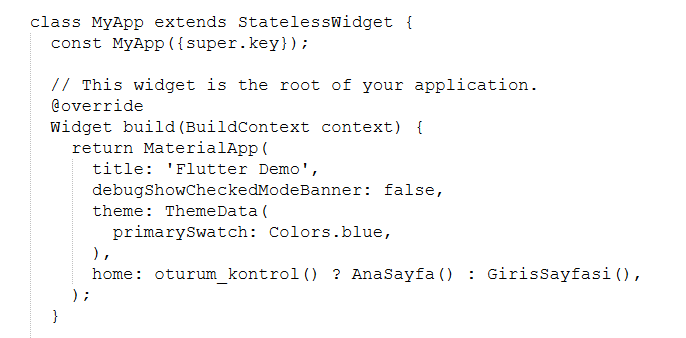 class MyApp extends StatelessWidget {
  const MyApp({super.key});

  // This widget is the root of your application.
  @override
  Widget build(BuildContext context) {
    return MaterialApp(
      title: 'Flutter Demo',
      debugShowCheckedModeBanner: false,
      theme: ThemeData(
        primarySwatch: Colors.blue,
      ),
      home: oturum_kontrol() ? AnaSayfa() : GirisSayfasi(),
    );
  }